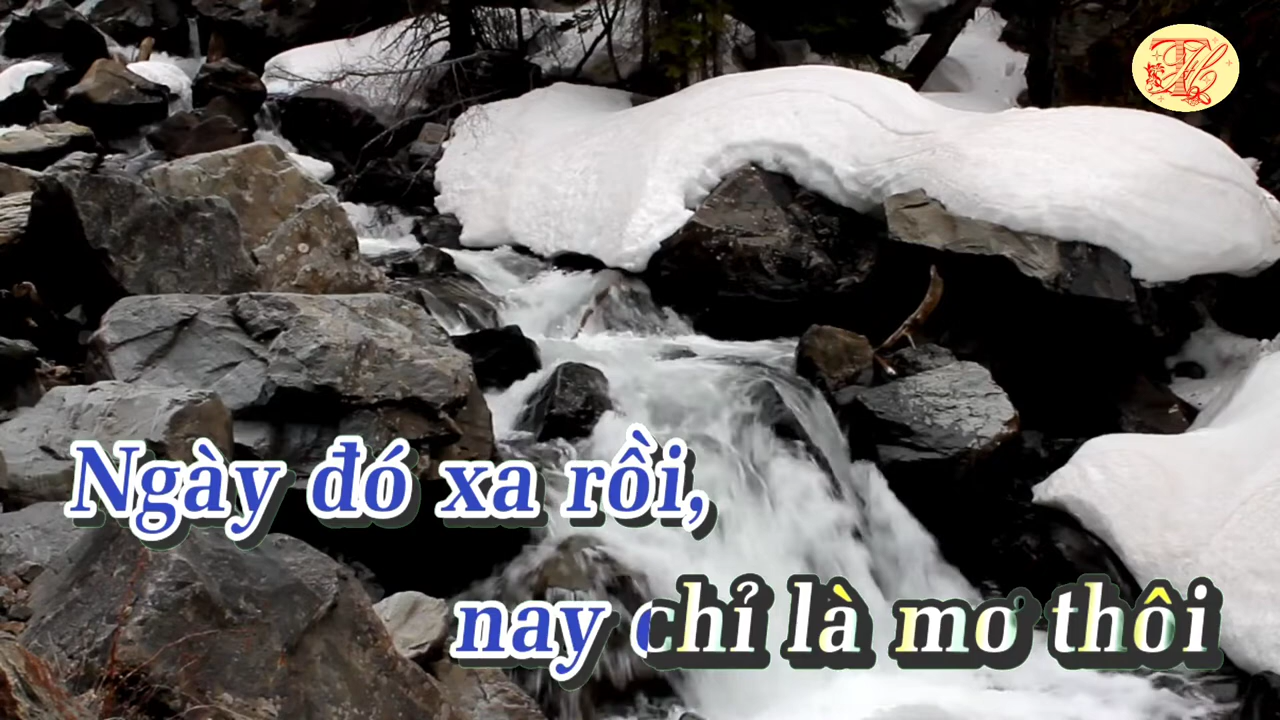 Ngày đó xa rồi,
nay chỉ là mơ thôi